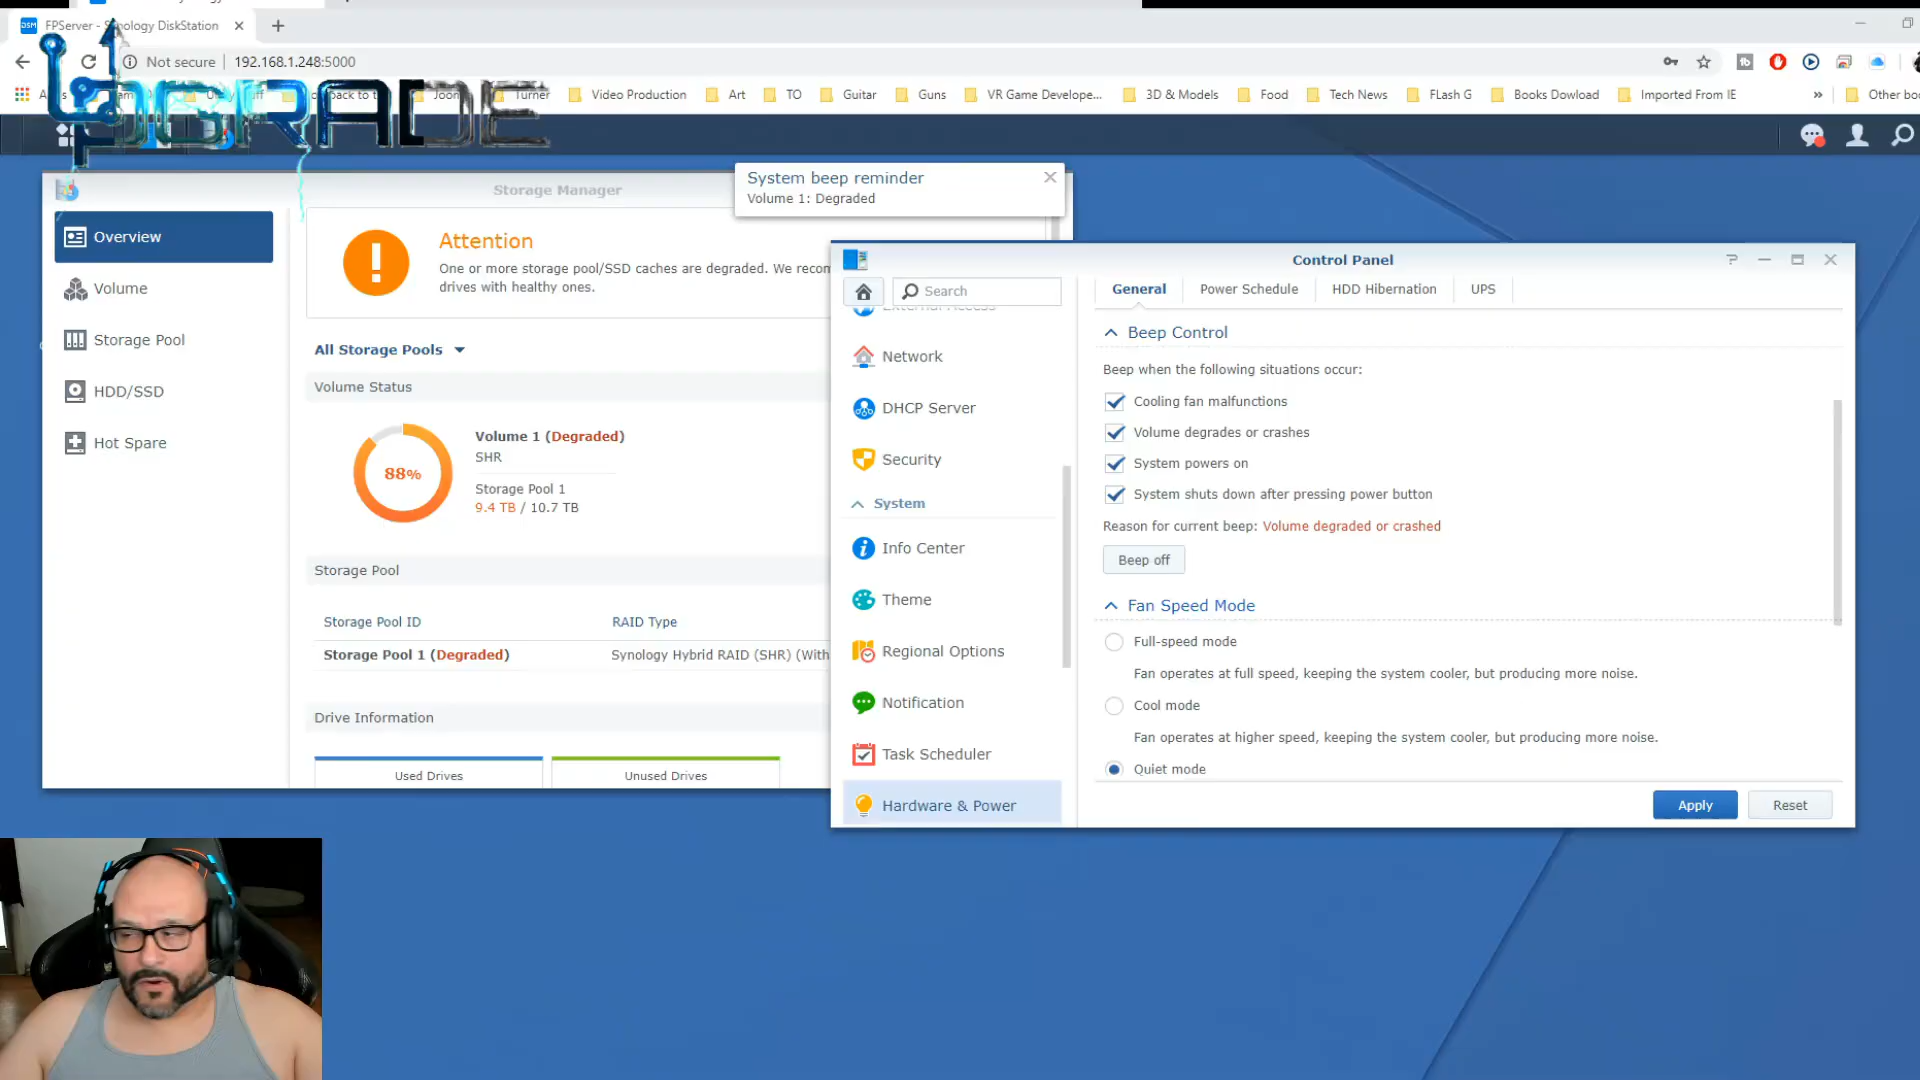 FPServer - Synology DiskStation
Not secure
192.168.1.248:5000
Turner
Video Production
Art
TO
Guitar
Guns
VR Game Develope...
3D & Models
Food
Tech News
FLash G
Books Dowload
Imported From IE
»
Other boo
UPGRADE
Storage Manager
System beep reminder
Volume 1: Degraded
Overview
Volume
Storage Pool
HDD/SSD
Hot Spare
Attention
One or more storage pool/SSD caches are degraded. We recom
drives with healthy ones.
All Storage Pools
Volume Status
88%
Volume 1 (Degraded)
SHR
Storage Pool 1
9.4 TB / 10.7 TB
Storage Pool
Storage Pool ID
RAID Type
Storage Pool 1 (Degraded)
Synology Hybrid RAID (SHR) (With
Drive Information
Used Drives
Unused Drives
Control Panel
Search
External Access
Network
DHCP Server
Security
System
Info Center
Theme
Regional Options
Notification
Task Scheduler
Hardware & Power
General
Power Schedule
HDD Hibernation
UPS
Beep Control
Beep when the following situations occur:
Cooling fan malfunctions
Volume degrades or crashes
System powers on
System shuts down after pressing power button
Reason for current beep: Volume degraded or crashed
Beep off
Fan Speed Mode
Full-speed mode
Fan operates at full speed, keeping the system cooler, but producing more noise.
Cool mode
Fan operates at higher speed, keeping the system cooler, but producing more noise.
Quiet mode
Apply
Reset